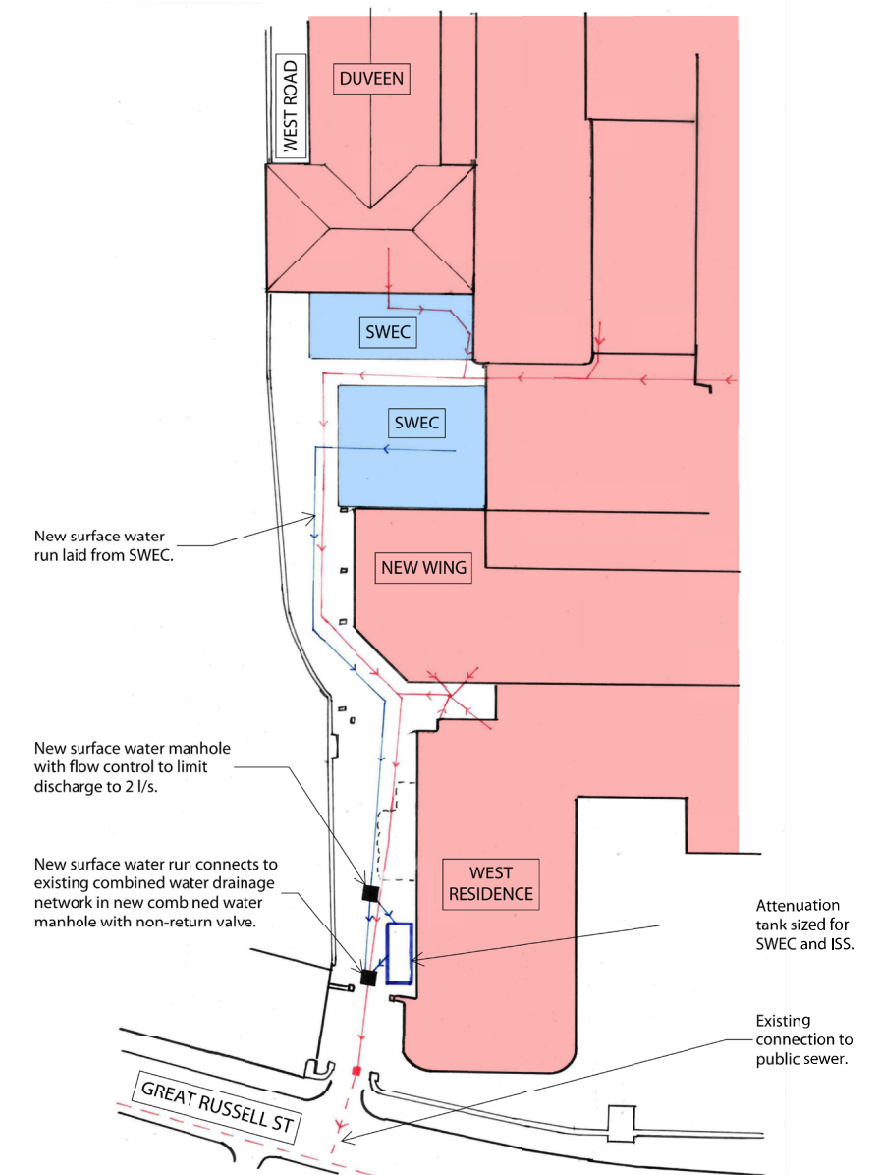 WEST ROAD
DUVEEN
SWEC
SWEC
New surface water
run laid from SWEC.
NEW WING
New surface water manhole
with flow control to limit
discharge to 2 l/s.
New surface water run connects to
existing combined water drainage
network in new combined water
manhole with non-return valve.
WEST
RESIDENCE
Attenuation
tank sized for
SWEC and ISS.
Existing
connection to
public sewer.
GREAT RUSSELL ST